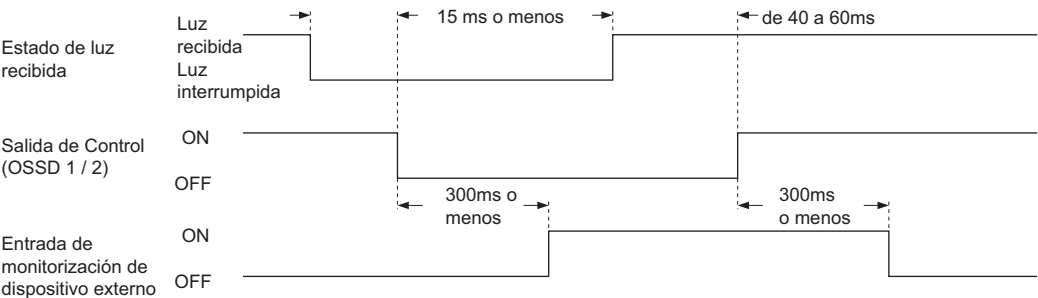 Luz
recibida
Luz
interrumpida
Estado de luz
recibida
15 ms o menos
de 40 a 60ms
Salida de Control
(OSSD 1 / 2)
ON
OFF
300ms o
menos
300ms
o menos
Entrada de
monitorización de
dispositivo externo
ON
OFF